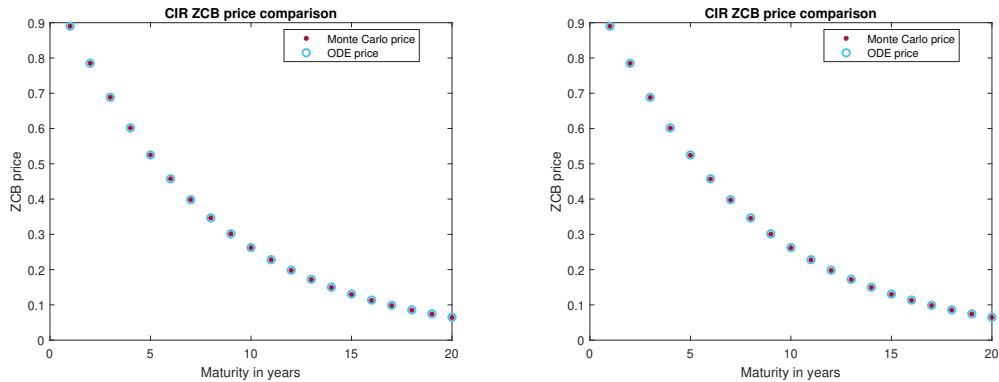 CIR ZCB price comparison
Monte Carlo price
ODE price
0.9
0.8
0.7
0.6
0.5
0.4
0.3
0.2
0.1
0
ZCB price
0 5 10 15 20
Maturity in years
CIR ZCB price comparison
Monte Carlo price
ODE price
0.9
0.8
0.7
0.6
0.5
0.4
0.3
0.2
0.1
0
ZCB price
0 5 10 15 20
Maturity in years